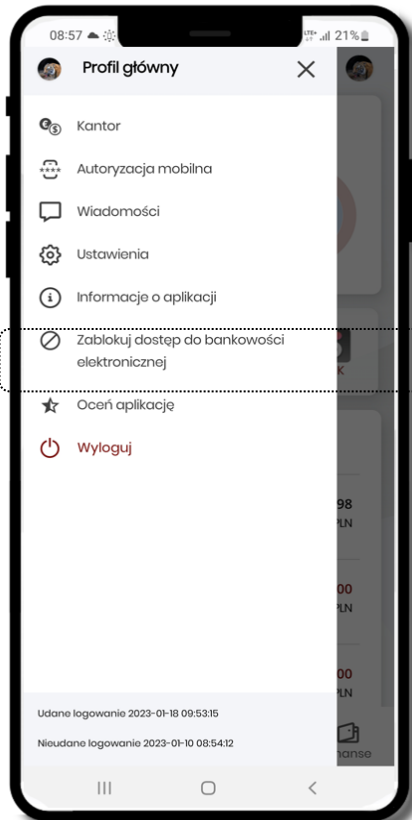 08:57 LTE+ 21%
Profil główny
Kantor
Autoryzacja mobilna
Wiadomości
Ustawienia
Informacje o aplikacji
Zablokuj dostęp do bankowości
elektronicznej
K
Oceń aplikację
Wyloguj
98
PLN
00
PLN
00
PLN
Udane logowanie 2023-01-18 09:53:15
Nieudane logowanie 2023-01-10 08:54:12
nanse